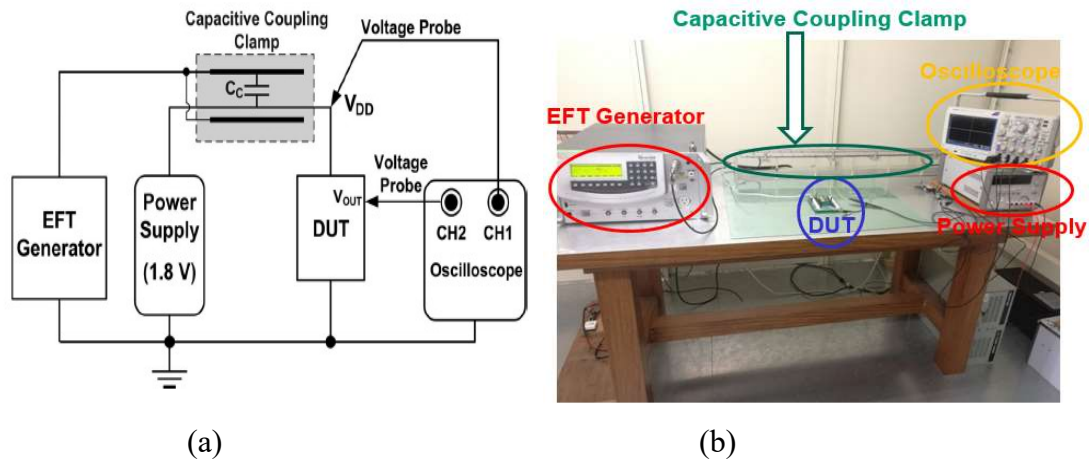 Capacitive Coupling
Clamp
Voltage Probe
C_C
V_DD
EFT
Generator
Power
Supply
(1.8 V)
Voltage
Probe
V_OUT
DUT
CH2 CH1
Oscilloscope
(a)
Capacitive Coupling Clamp
Oscilloscope
EFT Generator
DUT
Power Supply
(b)